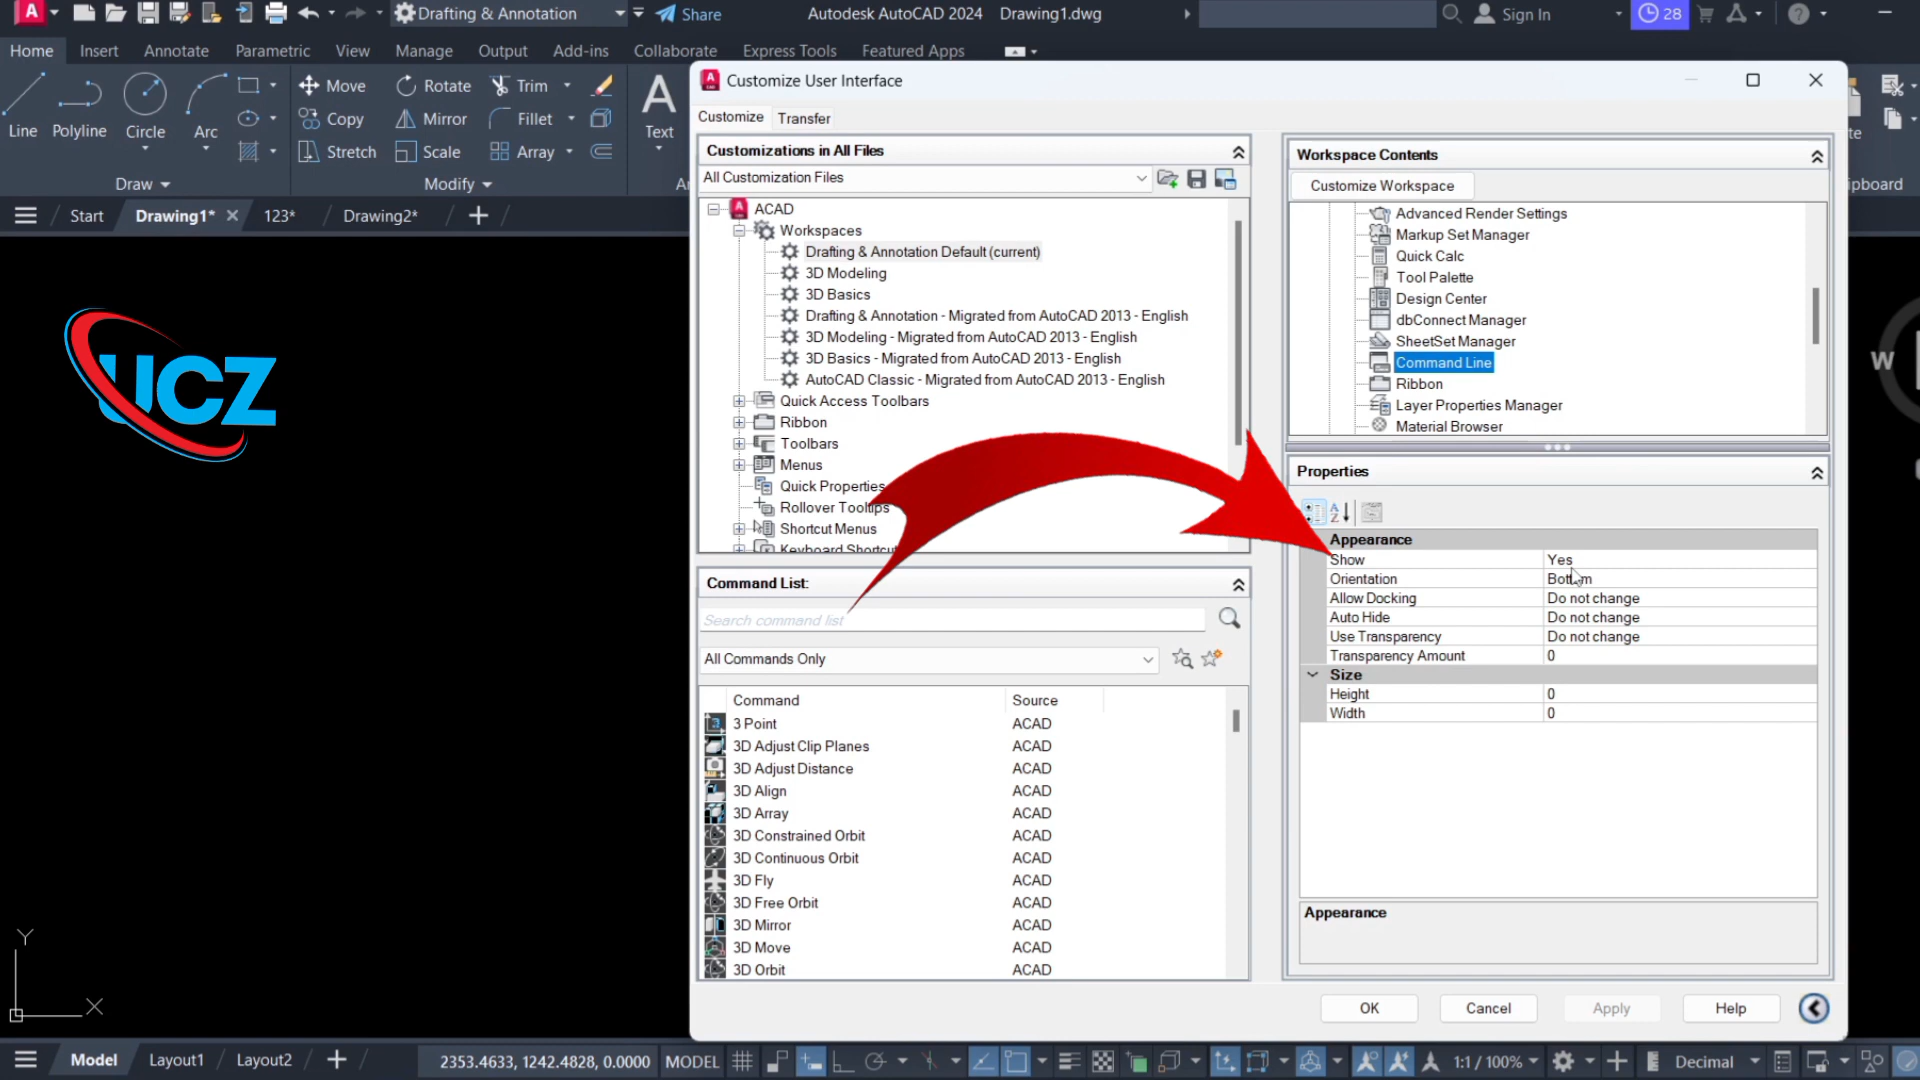 Drafting & Annotation
Share
Autodesk AutoCAD 2024 Drawing1.dwg
Sign In
28
Home Insert Annotate Parametric View Manage Output Add-ins Collaborate Express Tools Featured Apps
Line
Polyline
Circle
Arc
Move
Rotate
Trim
Copy
Mirror
Fillet
Stretch
Scale
Array
Text
Draw
Modify
Start
Drawing1*
123*
Drawing2*
UCZ
Customize User Interface
Customize
Transfer
Customizations in All Files
All Customization Files
ACAD
Workspaces
Drafting & Annotation Default (current)
3D Modeling
3D Basics
Drafting & Annotation - Migrated from AutoCAD 2013 - English
3D Modeling - Migrated from AutoCAD 2013 - English
3D Basics - Migrated from AutoCAD 2013 - English
AutoCAD Classic - Migrated from AutoCAD 2013 - English
Quick Access Toolbars
Ribbon
Toolbars
Menus
Quick Properties
Rollover Tooltips
Shortcut Menus
Command List:
Search command list
All Commands Only
Command Source
3 Point ACAD
3D Adjust Clip Planes ACAD
3D Adjust Distance ACAD
3D Align ACAD
3D Array ACAD
3D Constrained Orbit ACAD
3D Continuous Orbit ACAD
3D Fly ACAD
3D Free Orbit ACAD
3D Mirror ACAD
3D Move ACAD
3D Orbit ACAD
Workspace Contents
Customize Workspace
Advanced Render Settings
Markup Set Manager
Quick Calc
Tool Palette
Design Center
dbConnect Manager
SheetSet Manager
Command Line
Ribbon
Layer Properties Manager
Material Browser
Properties
Appearance
Show Yes
Orientation Bottom
Allow Docking Do not change
Auto Hide Do not change
Use Transparency Do not change
Transparency Amount 0
Size
Height 0
Width 0
Appearance
OK
Cancel
Apply
Help
W
Y
X
Model
Layout1
Layout2
2353.4633, 1242.4828, 0.0000
MODEL
1:1 / 100%
Decimal